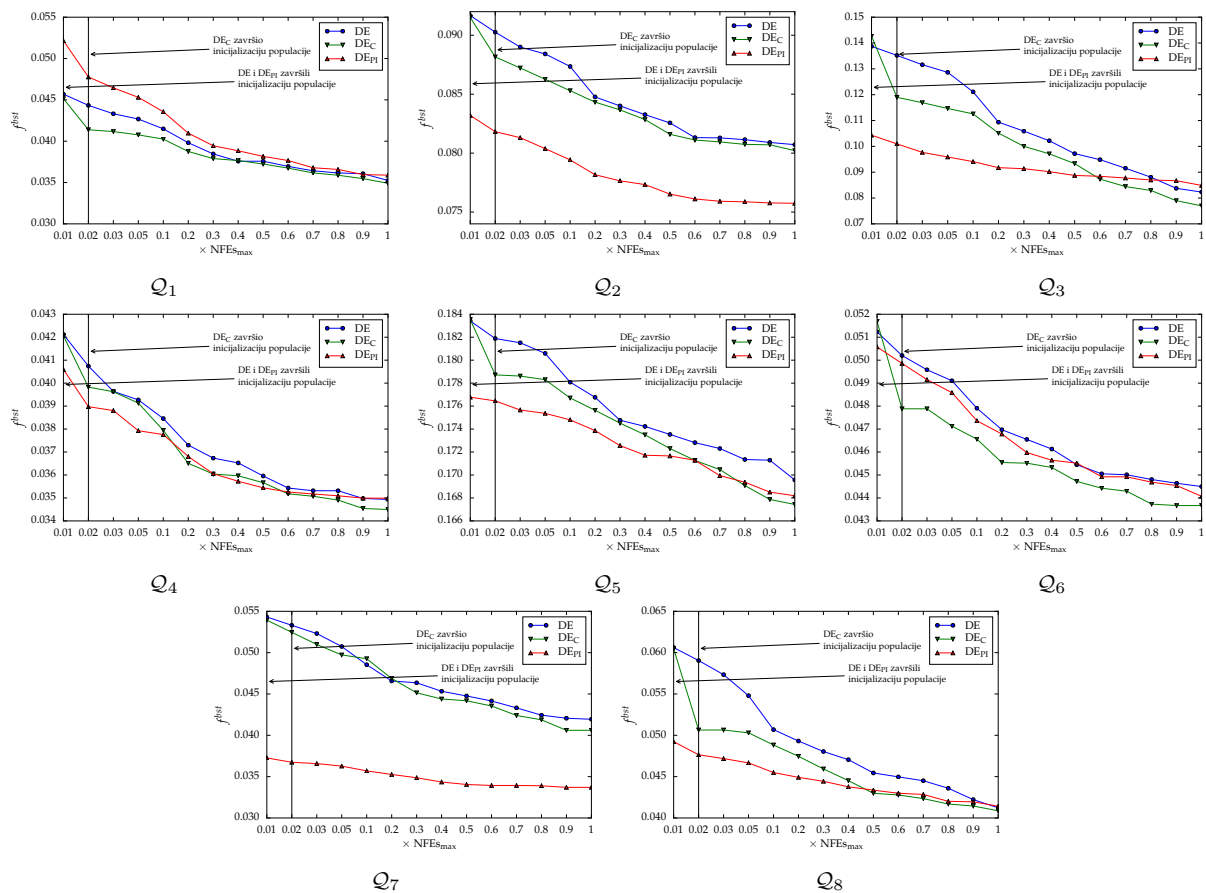 0.055
0.050
0.045
0.040
0.035
0.030
f^bst
DE
DE_C
DE_PI
DE_C završio
inicijalizaciju populacije
DE i DE_PI završili
inicijalizaciju populacije
0.01 0.02 0.03 0.05 0.1 0.2 0.3 0.4 0.5 0.6 0.7 0.8 0.9 1
× NFEs_max
Q_1
0.090
0.085
0.080
0.075
f^bst
DE
DE_C
DE_PI
DE_C završio
inicijalizaciju populacije
DE i DE_PI završili
inicijalizaciju populacije
0.01 0.02 0.03 0.05 0.1 0.2 0.3 0.4 0.5 0.6 0.7 0.8 0.9 1
× NFEs_max
Q_2
0.15
0.14
0.13
0.12
0.11
0.10
0.09
0.08
0.07
f^bst
DE
DE_C
DE_PI
DE_C završio
inicijalizaciju populacije
DE i DE_PI završili
inicijalizaciju populacije
0.01 0.02 0.03 0.05 0.1 0.2 0.3 0.4 0.5 0.6 0.7 0.8 0.9 1
× NFEs_max
Q_3
0.043
0.042
0.041
0.040
0.039
0.037
0.036
0.035
0.034
f^bst
DE
DE_C
DE_PI
DE_C završio
inicijalizaciju populacije
DE i DE_PI završili
inicijalizaciju populacije
0.01 0.02 0.03 0.05 0.1 0.2 0.3 0.4 0.5 0.6 0.7 0.8 0.9 1
× NFEs_max
Q_4
0.184
0.182
0.180
0.178
0.176
0.174
0.172
0.170
0.168
0.166
f^bst
DE
DE_C
DE_PI
DE_C završio
inicijalizaciju populacije
DE i DE_PI završili
inicijalizaciju populacije
0.01 0.02 0.03 0.05 0.1 0.2 0.3 0.4 0.5 0.6 0.7 0.8 0.9 1
× NFEs_max
Q_5
0.052
0.051
0.050
0.049
0.048
0.047
0.045
0.044
0.043
f^bst
DE
DE_C
DE_PI
DE_C završio
inicijalizaciju populacije
DE i DE_PI završili
inicijalizaciju populacije
0.01 0.02 0.03 0.05 0.1 0.2 0.3 0.4 0.5 0.6 0.7 0.8 0.9 1
× NFEs_max
Q_6
0.055
0.050
0.045
0.040
0.035
0.030
f^bst
DE
DE_C
DE_PI
DE_C završio
inicijalizaciju populacije
DE i DE_PI završili
inicijalizaciju populacije
0.01 0.02 0.03 0.05 0.1 0.2 0.3 0.4 0.5 0.6 0.7 0.8 0.9 1
× NFEs_max
Q_7
0.065
0.060
0.055
0.050
0.045
0.040
f^bst
DE
DE_C
DE_PI
DE_C završio
inicijalizaciju populacije
DE i DE_PI završili
inicijalizaciju populacije
0.01 0.02 0.03 0.05 0.1 0.2 0.3 0.4 0.5 0.6 0.7 0.8 0.9 1
× NFEs_max
Q_8